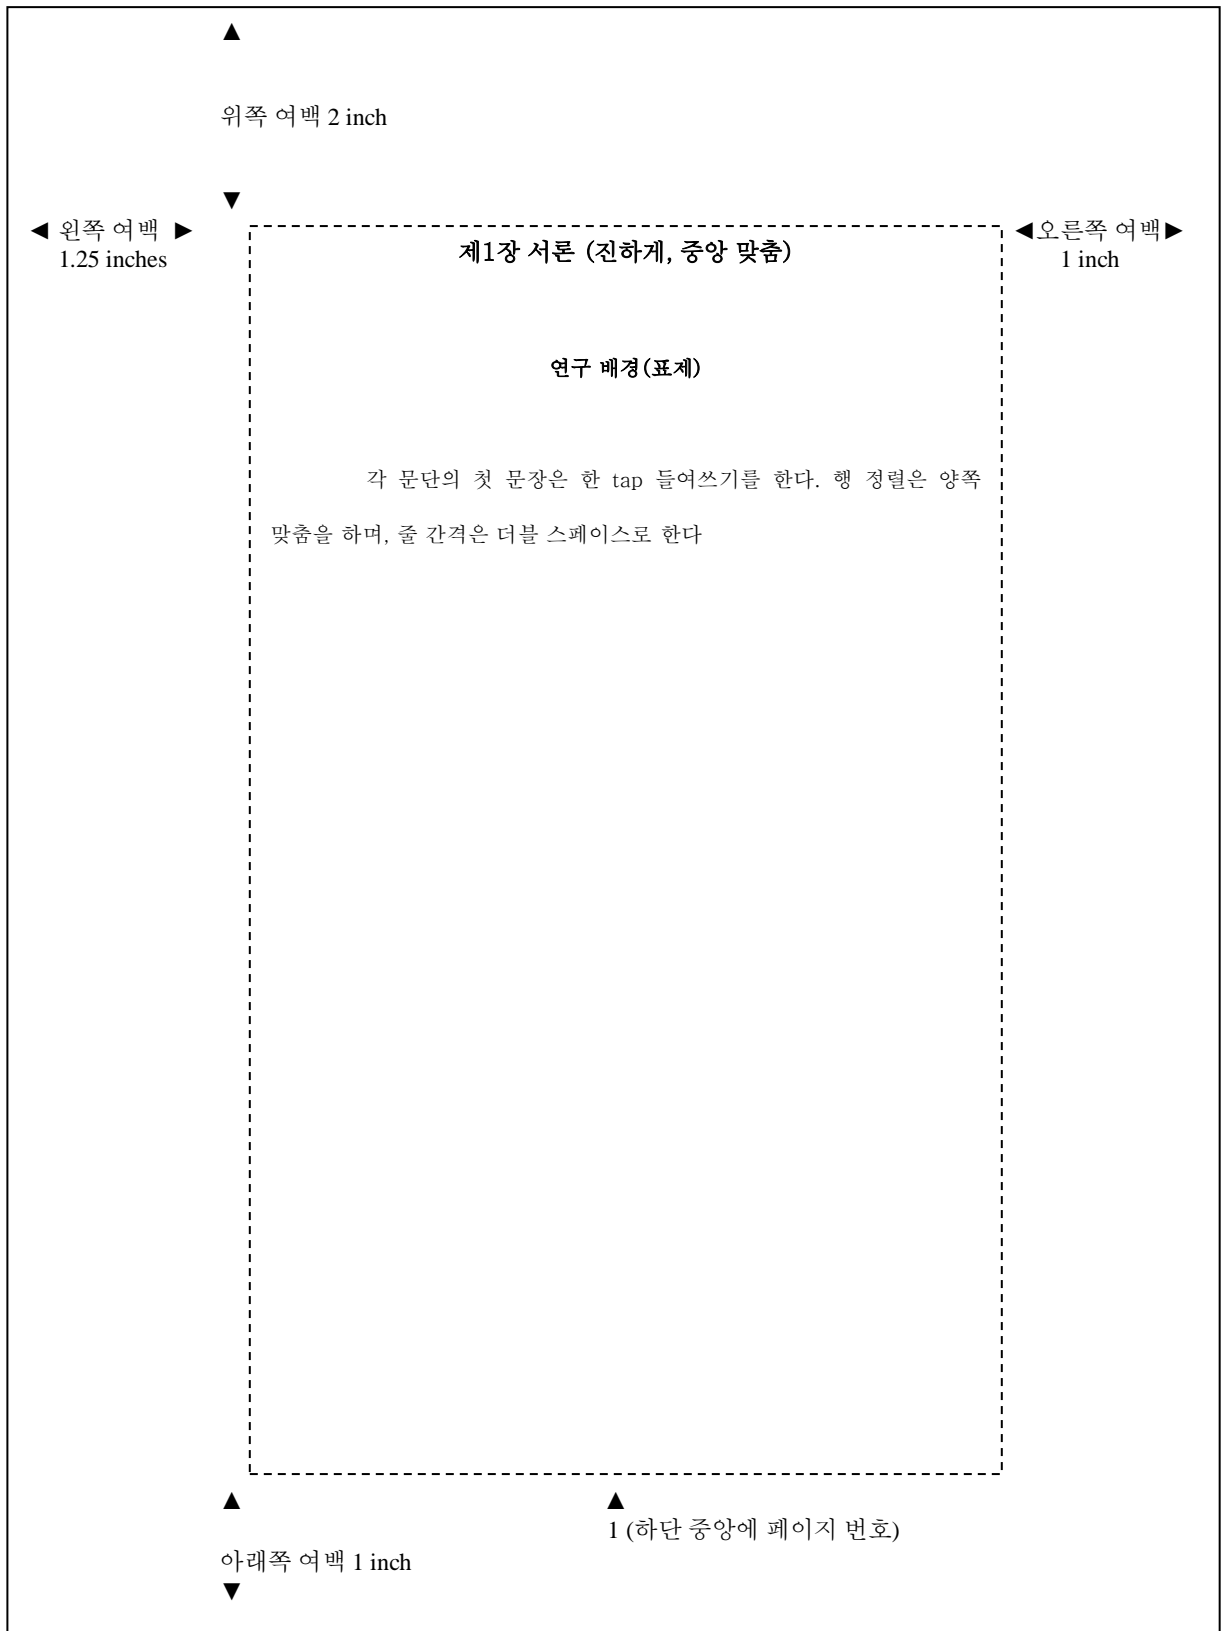 위쪽 여백 2 inch
왼쪽 여백
1.25 inches
오른쪽 여백
1 inch
제1장 서론 (진하게, 중앙 맞춤)
연구 배경(표제)
각 문단의 첫 문장은 한 tap 들여쓰기를 한다. 행 정렬은 양쪽
맞춤을 하며, 줄 간격은 더블 스페이스로 한다
1 (하단 중앙에 페이지 번호)
아래쪽 여백 1 inch